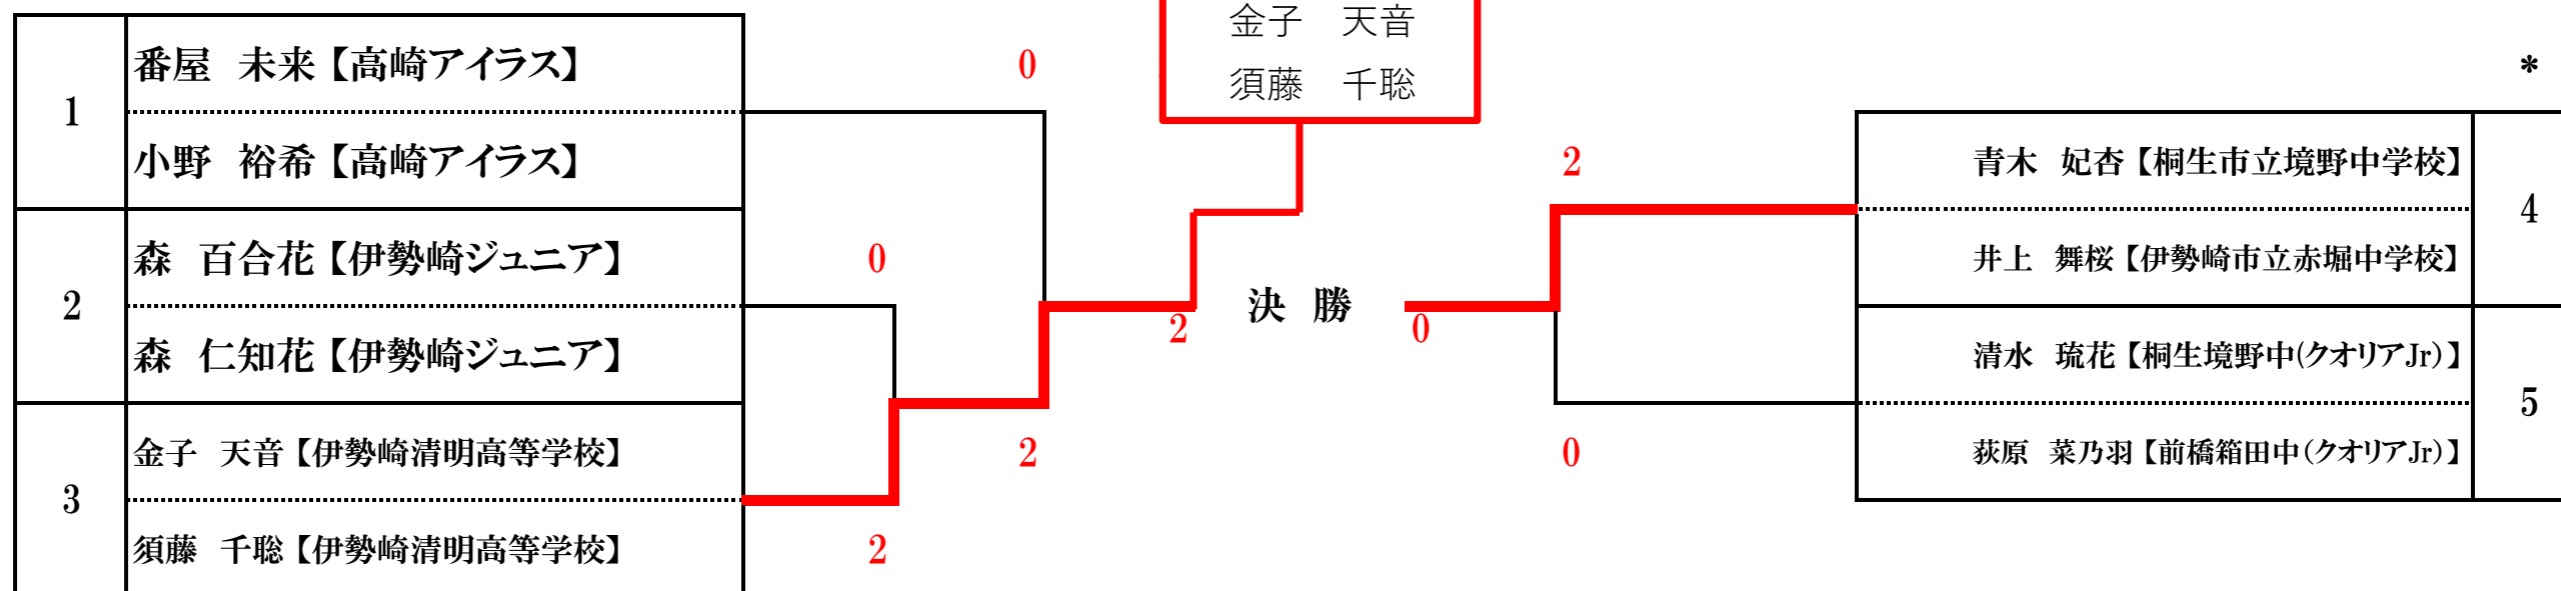 金子　天音
須藤　千聡
1
番屋　未来【高崎アイラス】
小野　裕希【高崎アイラス】
0
2
森　百合花【伊勢崎ジュニア】
森　仁知花【伊勢崎ジュニア】
0
3
金子　天音【伊勢崎清明高等学校】
須藤　千聡【伊勢崎清明高等学校】
2
2
2
決　勝
0
2
0
*
青木　妃杏【桐生市立境野中学校】
井上　舞桜【伊勢崎市立赤堀中学校】
4
清水　琉花【桐生境野中(クオリアJr)】
荻原　菜乃羽【前橋箱田中(クオリアJr)】
5